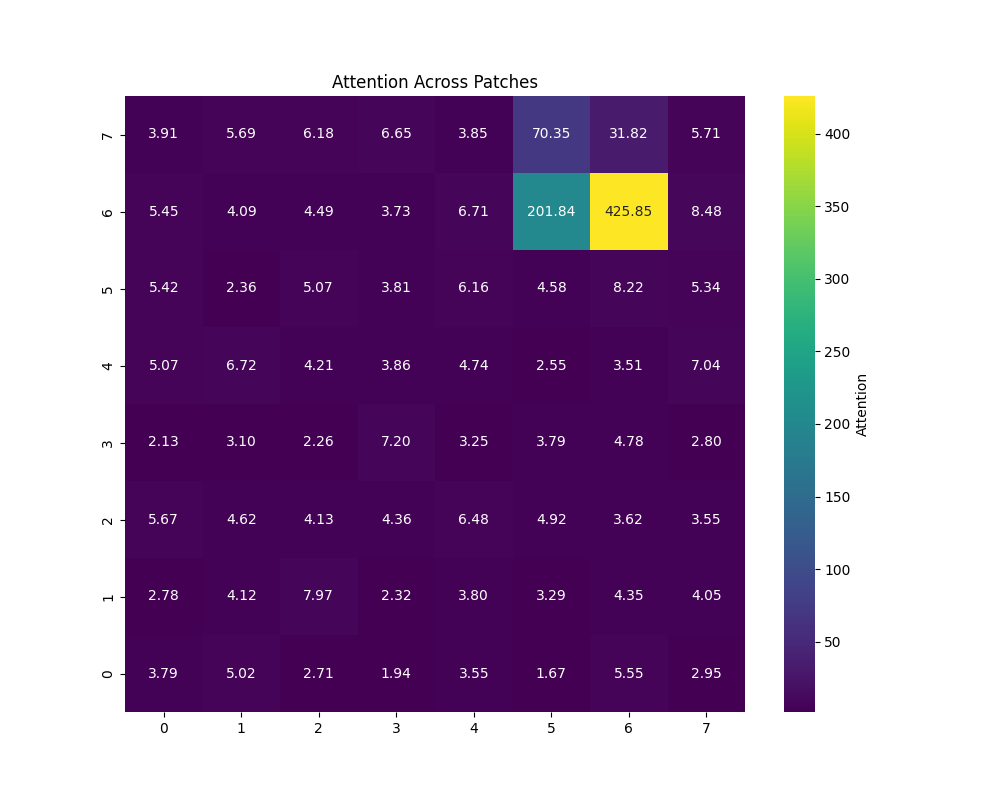 Attention Across Patches
7 3.91 5.69 6.18 6.65 3.85 70.35 31.82 5.71
6 5.45 4.09 4.49 3.73 6.71 201.84 425.85 8.48
5 5.42 2.36 5.07 3.81 6.16 4.58 8.22 5.34
4 5.07 6.72 4.21 3.86 4.74 2.55 3.51 7.04
3 2.13 3.10 2.26 7.20 3.25 3.79 4.78 2.80
2 5.67 4.62 4.13 4.36 6.48 4.92 3.62 3.55
1 2.78 4.12 7.97 2.32 3.80 3.29 4.35 4.05
0 3.79 5.02 2.71 1.94 3.55 1.67 5.55 2.95
0 1 2 3 4 5 6 7
400
350
300
250
200
150
100
50
Attention